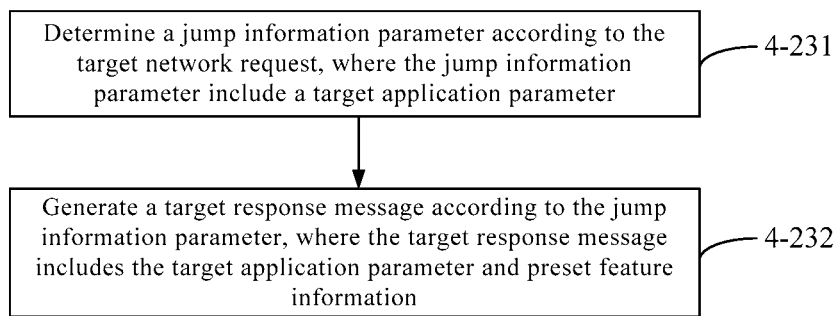 Determine a jump information parameter according to the
target network request, where the jump information
parameter include a target application parameter
4-231
Generate a target response message according to the jump
information parameter, where the target response message
includes the target application parameter and preset feature
information
4-232